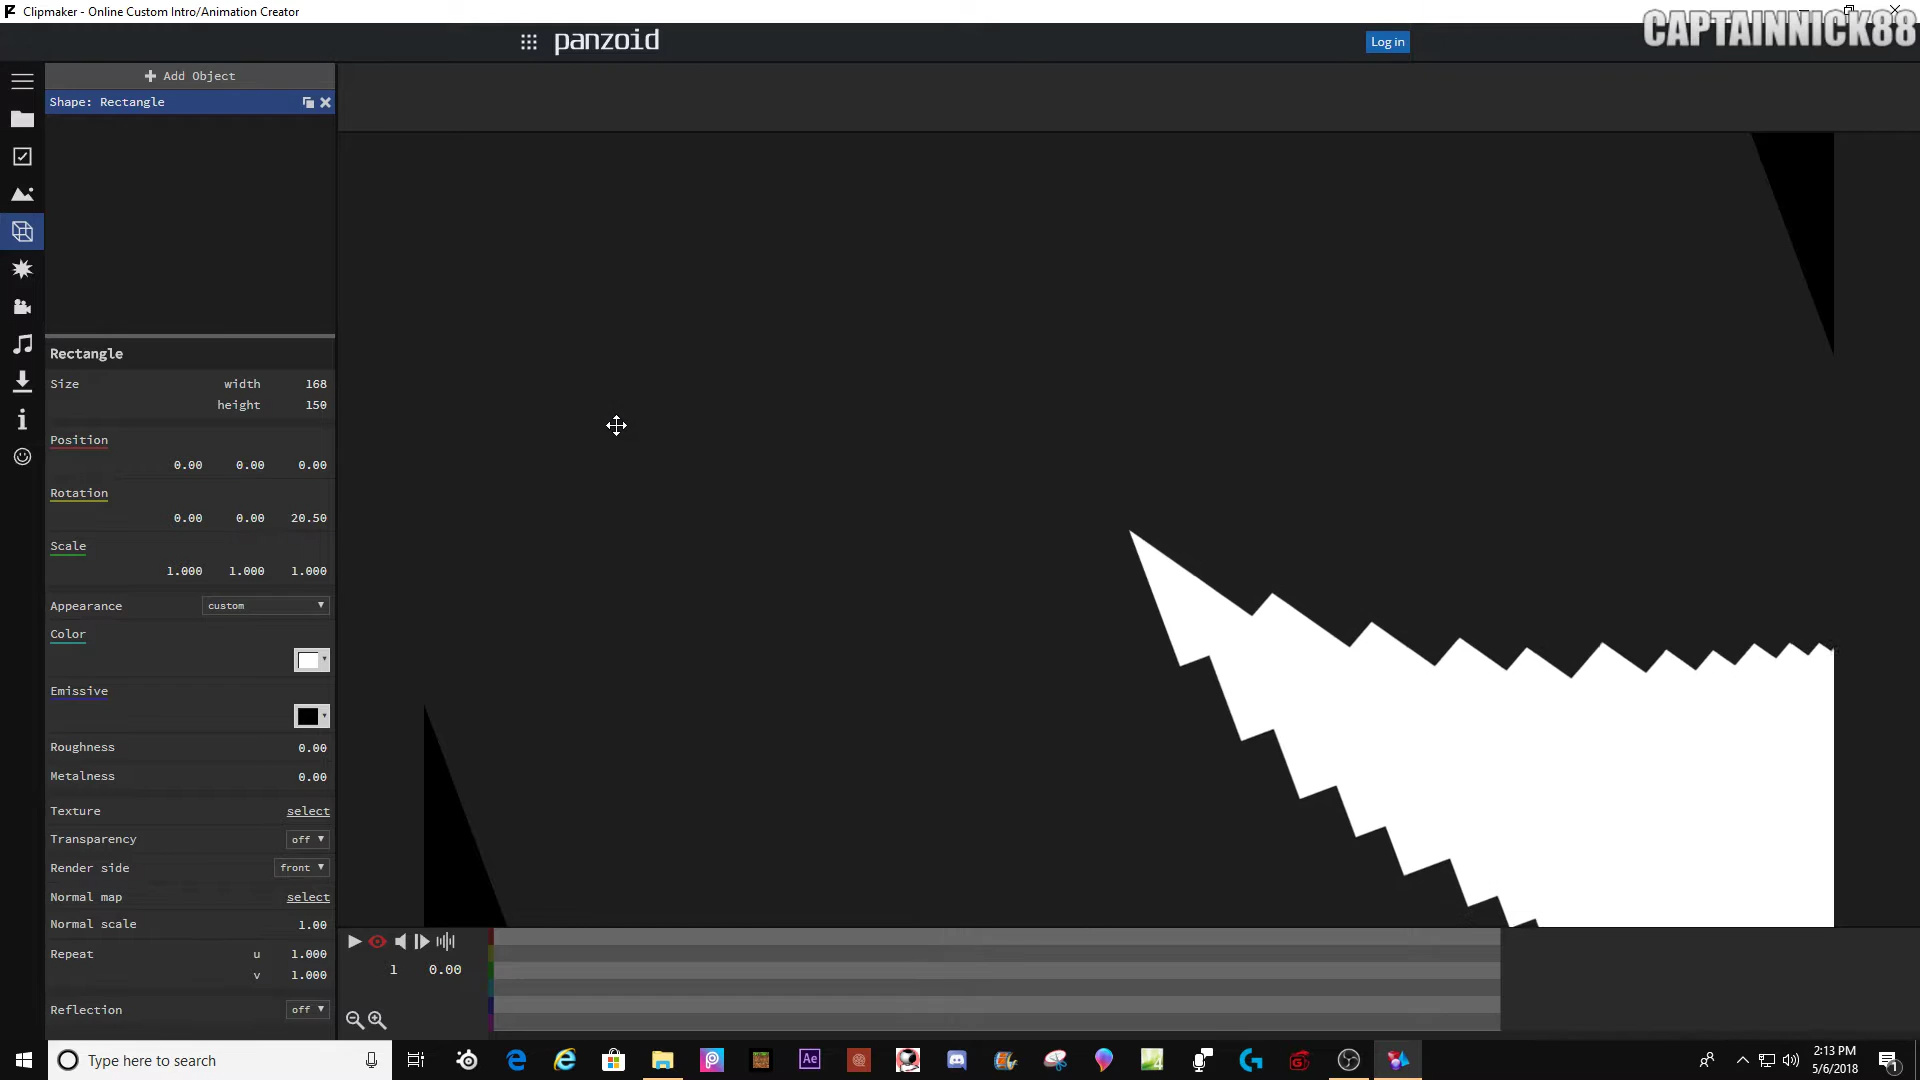 Clipmaker - Online Custom Intro/Animation Creator
CAPTAINNICK88
panzoid
Log in
Add Object
Shape: Rectangle
Rectangle
Size width 168
height 150
Position
0.00 0.00 0.00
Rotation
0.00 0.00 20.50
Scale
1.000 1.000 1.000
Appearance custom
Color
Emissive
Roughness 0.00
Metalness 0.00
Texture select
Transparency off
Render side front
Normal map select
Normal scale 1.00
Repeat u 1.000
v 1.000
Reflection off
1 0.00
Type here to search
Ae
4
2:13 PM
5/6/2018
1